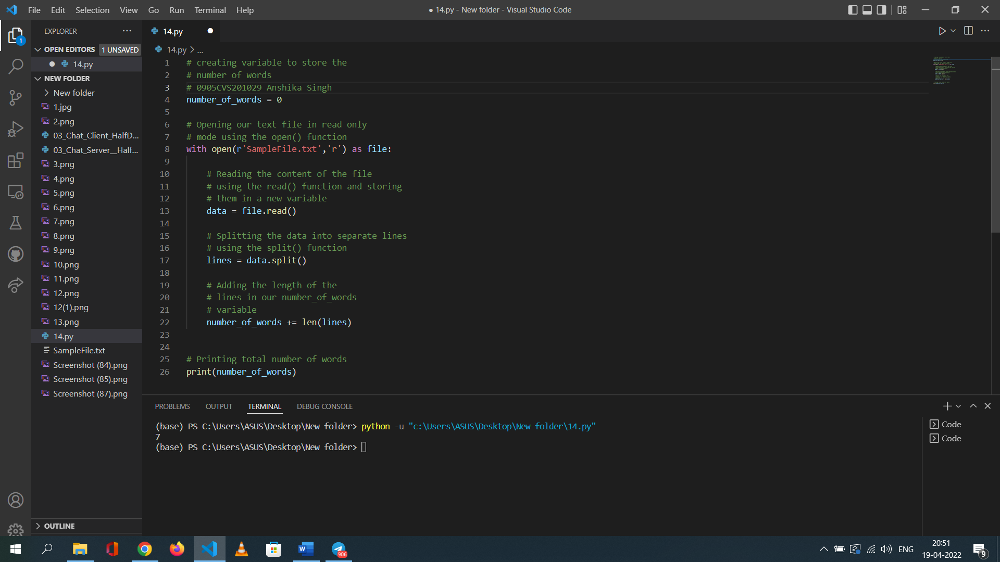 File Edit Selection View Go Run Terminal Help
● 14.py - New folder - Visual Studio Code
EXPLORER
1
OPEN EDITORS 1 UNSAVED
14.py
NEW FOLDER
New folder
1.jpg
2.png
03_Chat_Client_HalfD...
03_Chat_Server__Half...
3.png
4.png
5.png
6.png
7.png
8.png
9.png
10.png
11.png
12.png
12(1).png
13.png
14.py
SampleFile.txt
Screenshot (84).png
Screenshot (85).png
Screenshot (87).png
OUTLINE
14.py
14.py > ...
1 # creating variable to store the
2 # number of words
3 # 0905CVS201029 Anshika Singh
4 number_of_words = 0
5
6 # Opening our text file in read only
7 # mode using the open() function
8 with open(r'SampleFile.txt','r') as file:
9
10     # Reading the content of the file
11     # using the read() function and storing
12     # them in a new variable
13     data = file.read()
14
15     # Splitting the data into separate lines
16     # using the split() function
17     lines = data.split()
18
19     # Adding the length of the
20     # lines in our number_of_words
21     # variable
22     number_of_words += len(lines)
23
24
25 # Printing total number of words
26 print(number_of_words)
PROBLEMS OUTPUT TERMINAL DEBUG CONSOLE
(base) PS C:\Users\ASUS\Desktop\New folder> python -u "c:\Users\ASUS\Desktop\New folder\14.py"
7
(base) PS C:\Users\ASUS\Desktop\New folder>
Code
Code
906
ENG
20:51
19-04-2022
9